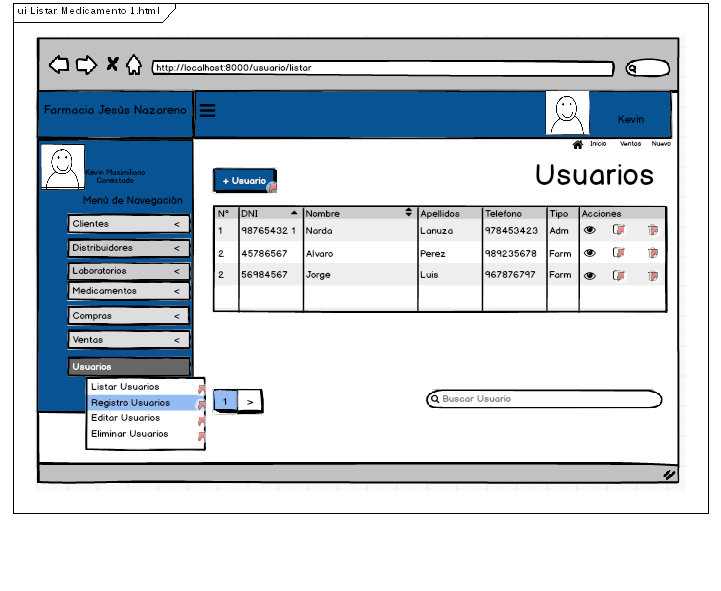 ui Listar Medicamento 1.html
http://localhost:8000/usuario/listar
Farmacia Jesús Nazareno
Kevin
Inicio Ventas Nuevo
Kevin Maximiliano
Conectado
Menú de Navegación
+ Usuario
Usuarios
Clientes <
Distribuidores <
Laboratorios <
Medicamentos <
Compras <
Ventas <
Usuarios
Listar Usuarios
Registro Usuarios
Editar Usuarios
Eliminar Usuarios
N° DNI Nombre Apellidos Telefono Tipo Acciones
1 98765432 1 Narda Lanuza 978453423 Adm
2 45786567 Alvaro Perez 989235678 Farm
2 56984567 Jorge Luis 967876797 Farm
1 >
Buscar Usuario